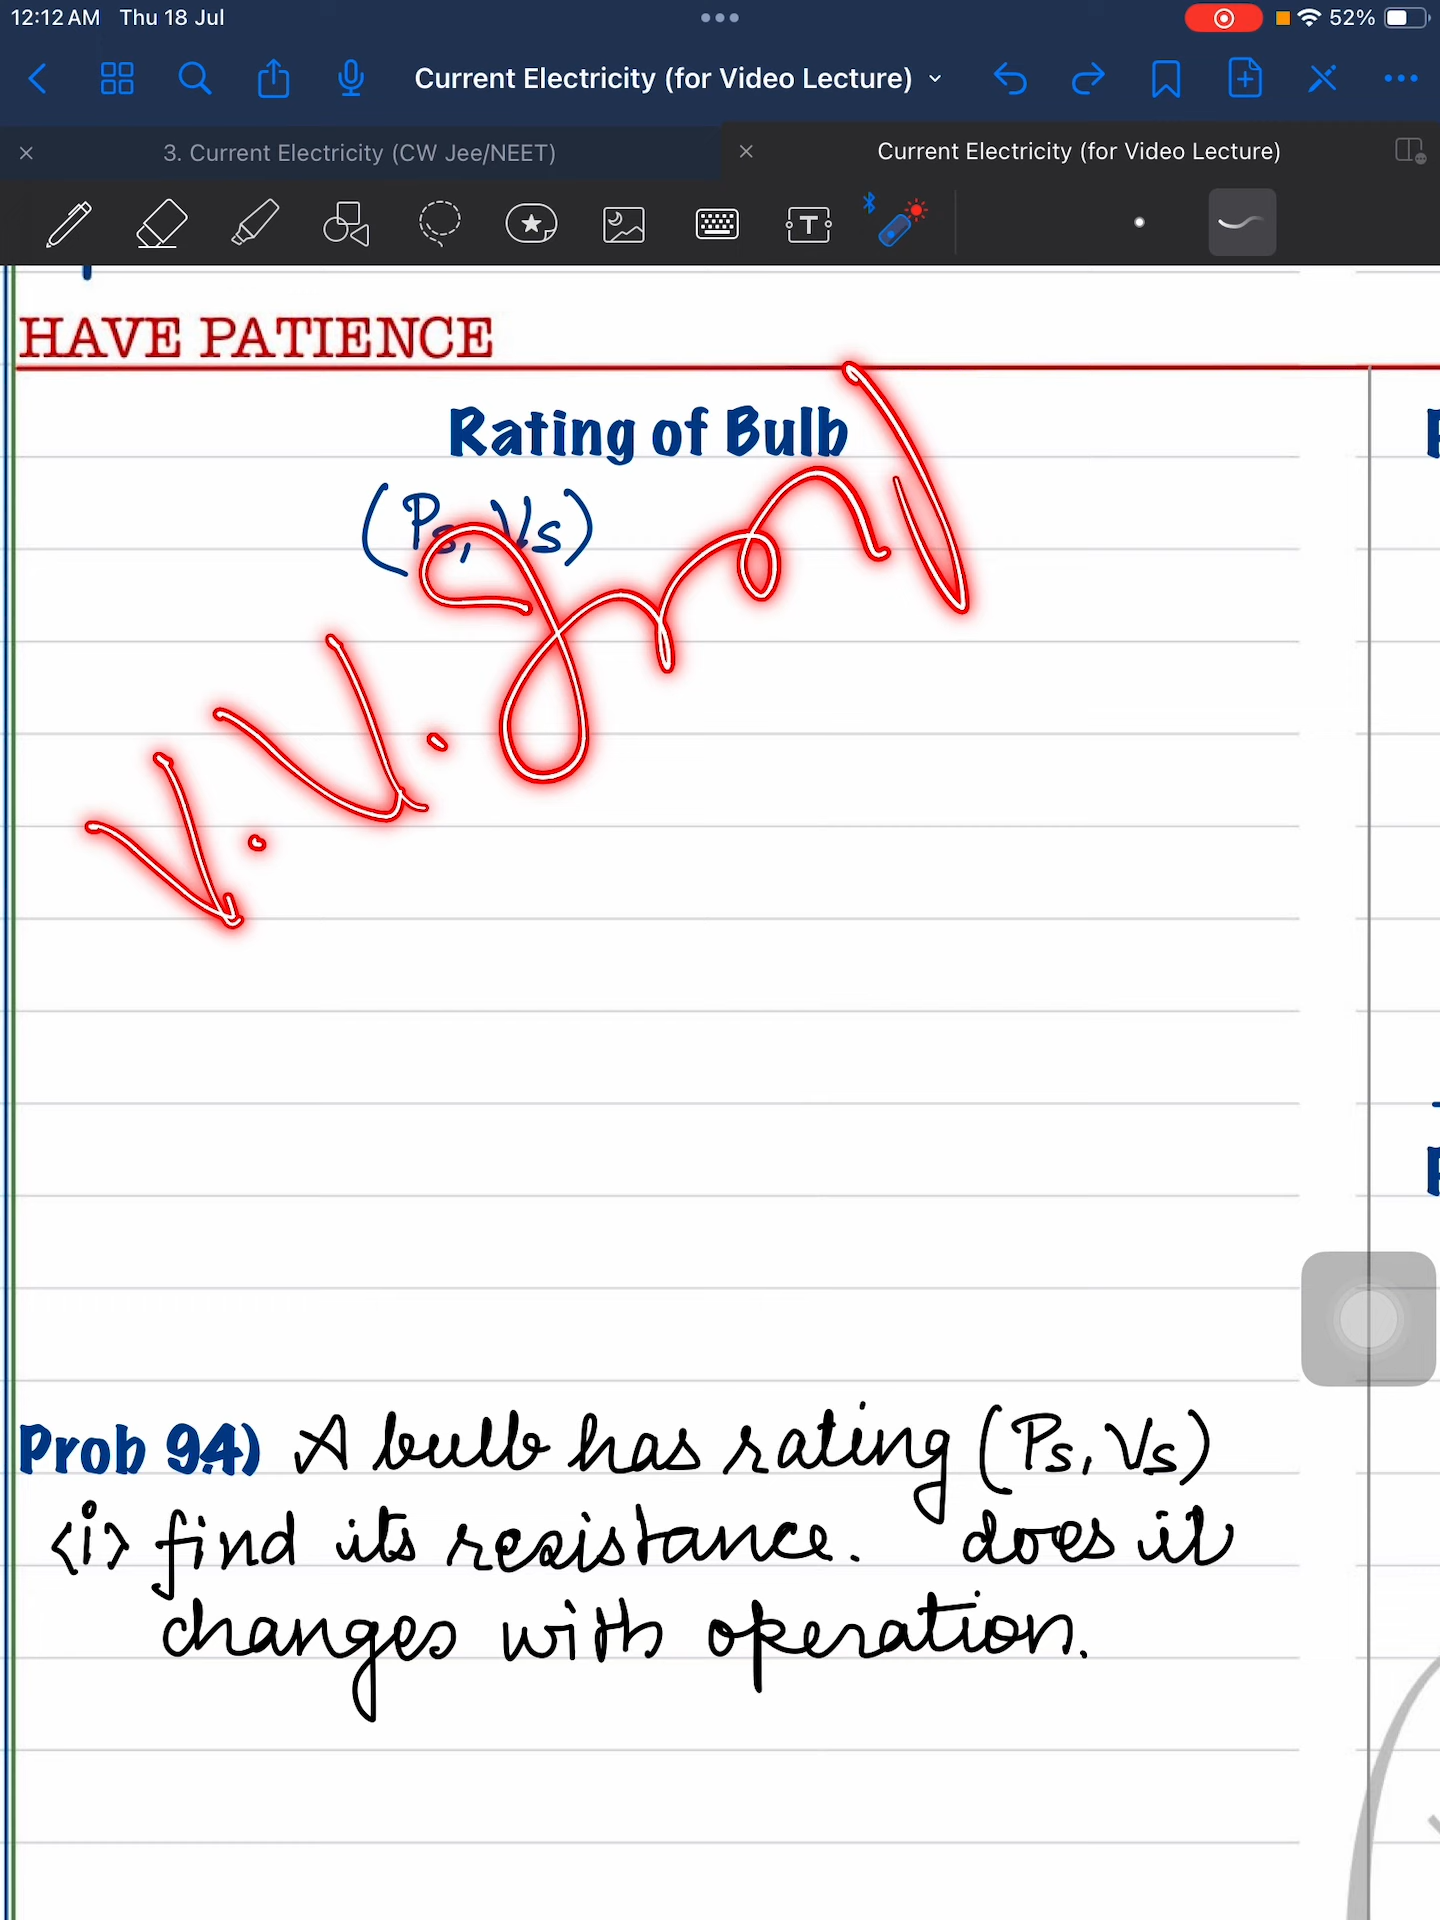 12:12 AM Thu 18 Jul
52%
Current Electricity (for Video Lecture)
3. Current Electricity (CW Jee/NEET)
Current Electricity (for Video Lecture)
HAVE PATIENCE
Rating of Bulb
(Ps, Vs)
V.V. Imp
Prob 94) A bulb has rating (Ps, Vs)
<i> find its resistance. does it
changes with operation.